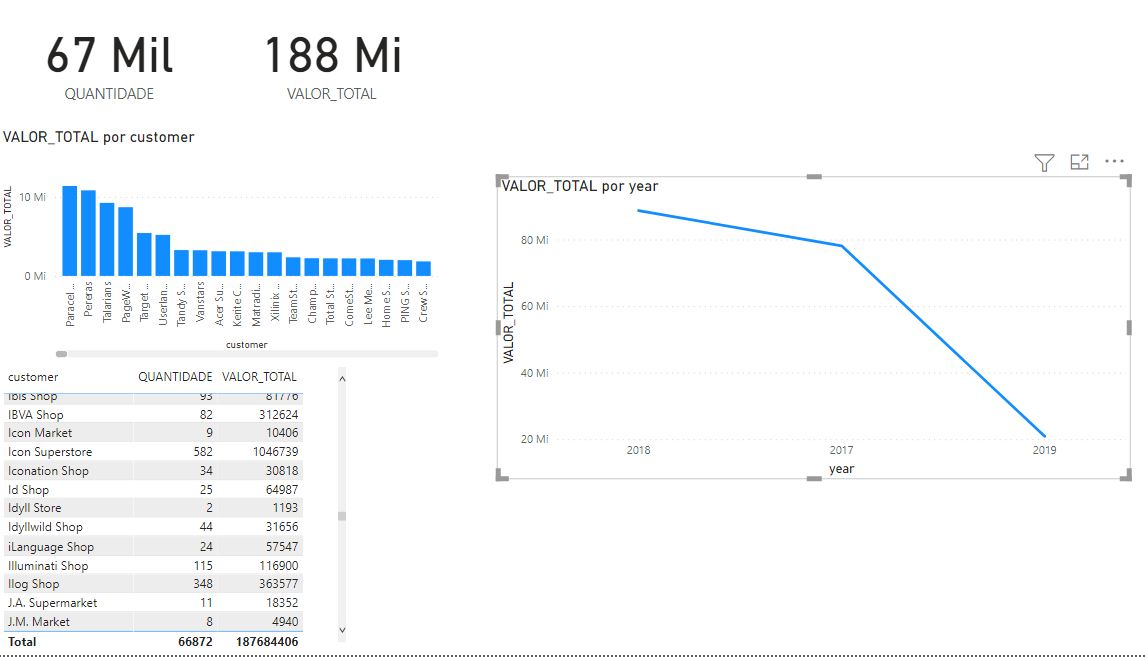 67 Mil
QUANTIDADE
188 Mi
VALOR_TOTAL
VALOR_TOTAL por customer
VALOR_TOTAL
10 Mi
0 Mi
Paracel ...
Pereras
Talarians
PageW...
Target ...
Userlan...
Tandy S...
Vanstars
Acer Su...
Kerite C...
Matradi...
Xilinix ...
TeamSt...
Champ...
Total St...
ComeSt...
Lee Me...
Home S...
PING S...
Crew S...
customer
customer QUANTIDADE VALOR_TOTAL
Ibis Shop 93 81776
IBVA Shop 82 312624
Icon Market 9 10406
Icon Superstore 582 1046739
Iconation Shop 34 30818
Id Shop 25 64987
Idyll Store 2 1193
Idyllwild Shop 44 31656
iLanguage Shop 24 57547
Illuminati Shop 115 116900
Ilog Shop 348 363577
J.A. Supermarket 11 18352
J.M. Market 8 4940
Total 66872 187684406
VALOR_TOTAL por year
VALOR_TOTAL
80 Mi
60 Mi
40 Mi
20 Mi
2018 2017 2019
year